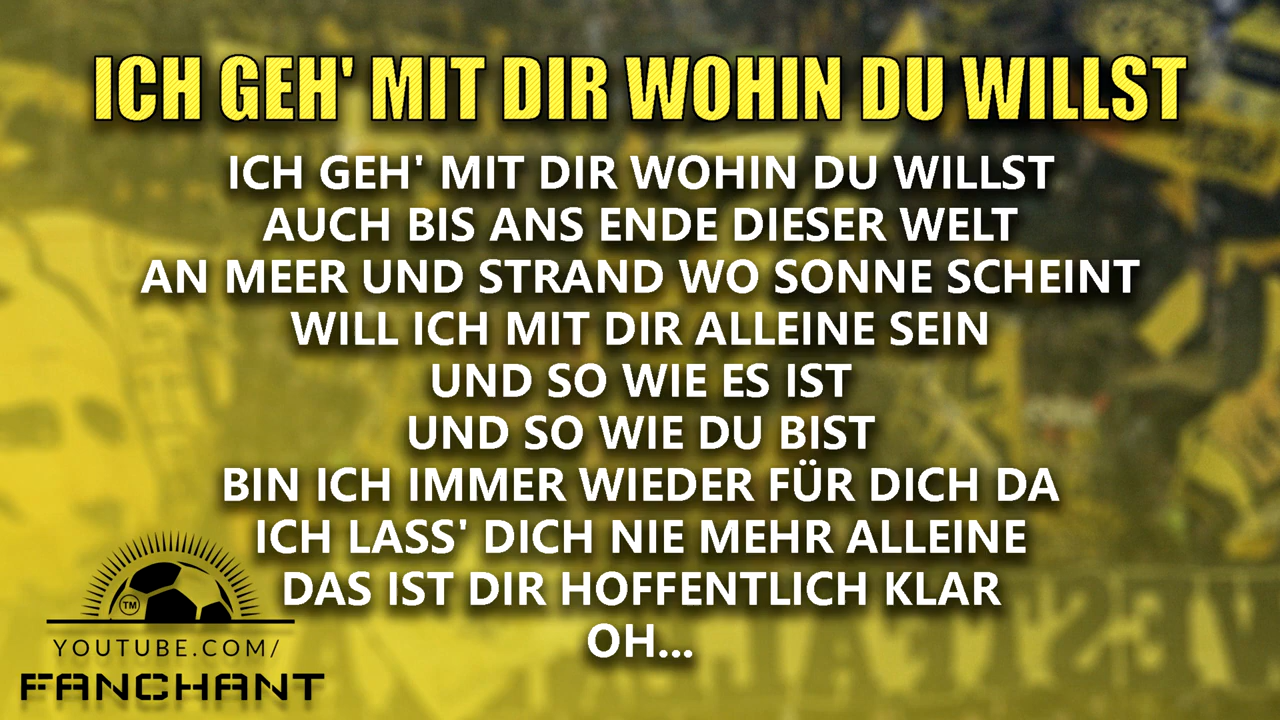 ICH GEH' MIT DIR WOHIN DU WILLST
ICH GEH' MIT DIR WOHIN DU WILLST
AUCH BIS ANS ENDE DIESER WELT
AN MEER UND STRAND WO SONNE SCHEINT
WILL ICH MIT DIR ALLEINE SEIN
UND SO WIE ES IST
UND SO WIE DU BIST
BIN ICH IMMER WIEDER FÜR DICH DA
ICH LASS' DICH NIE MEHR ALLEINE
DAS IST DIR HOFFENTLICH KLAR
OH...
TM
YOUTUBE.COM/
FANCHANT